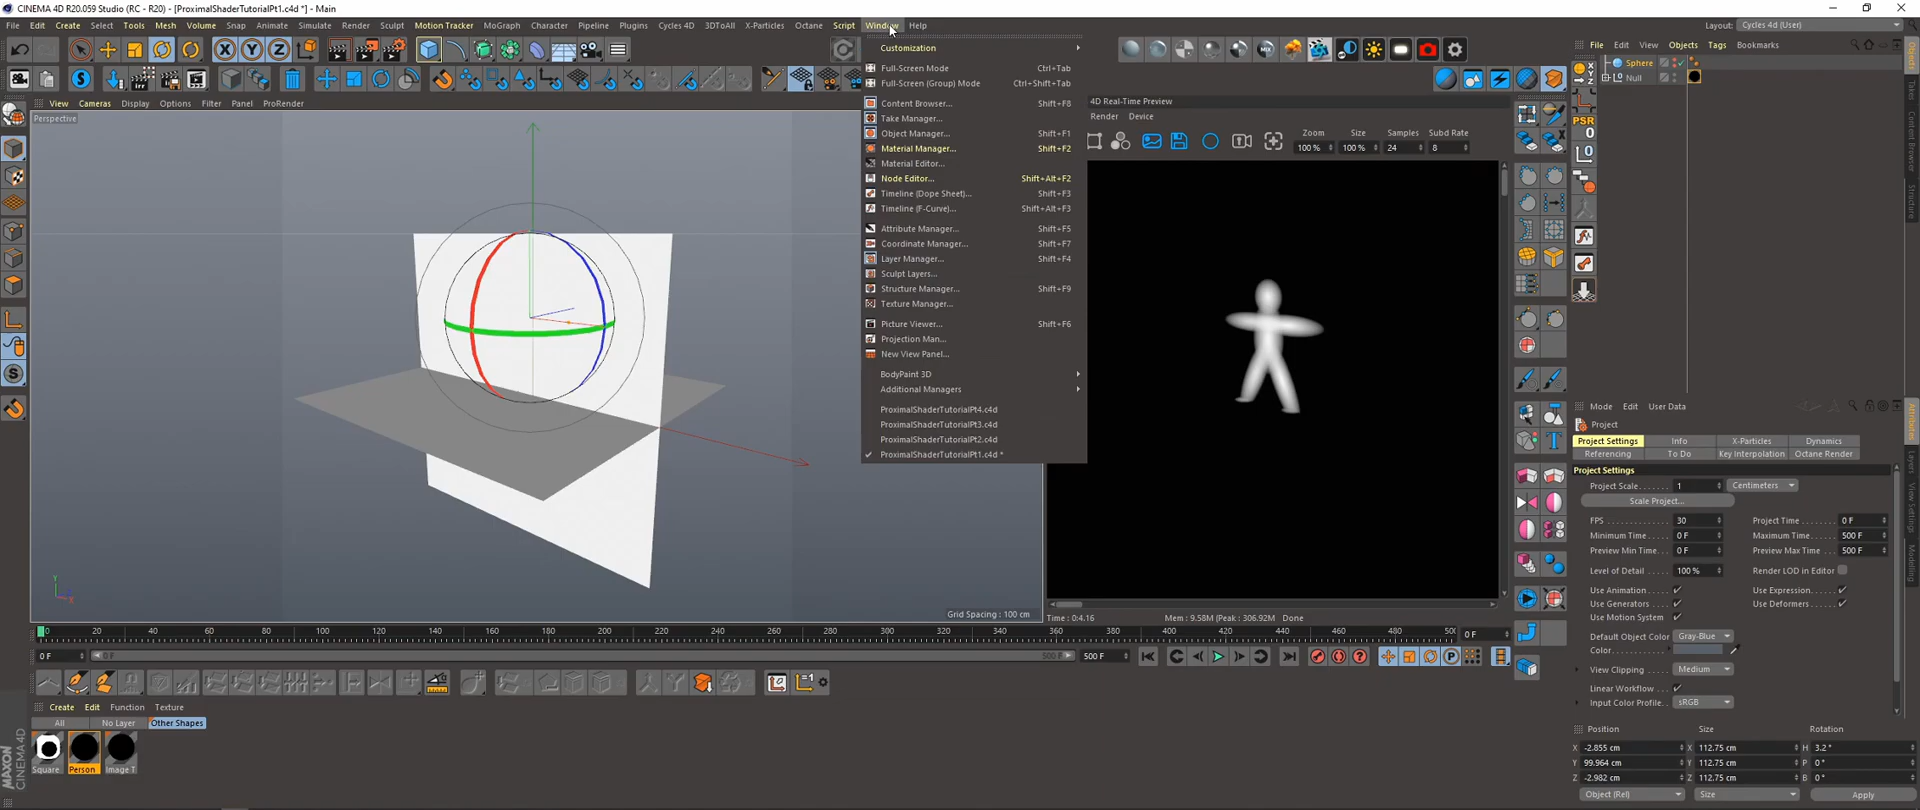 CINEMA 4D R20.059 Studio (RC - R20) - [ProximalShaderTutorialPt1.c4d *] - Main
File Edit Create Select Tools Mesh Volume Snap Animate Simulate Render Sculpt Motion Tracker MoGraph Character Pipeline Plugins Cycles 4D 3DToAll X-Particles Octane Script Window Help
Layout: Cycles 4d (User)
File Edit View Objects Tags Bookmarks
Sphere
Null
View Cameras Display Options Filter Panel ProRender
Perspective
Grid Spacing : 100 cm
Customization
Full-Screen Mode Ctrl+Tab
Full-Screen (Group) Mode Ctrl+Shift+Tab
Content Browser... Shift+F8
Take Manager...
Object Manager... Shift+F1
Material Manager... Shift+F2
Material Editor...
Node Editor... Shift+Alt+F2
Timeline (Dope Sheet)... Shift+F3
Timeline (F-Curve)... Shift+Alt+F3
Attribute Manager... Shift+F5
Coordinate Manager... Shift+F7
Layer Manager... Shift+F4
Sculpt Layers...
Structure Manager... Shift+F9
Texture Manager...
Picture Viewer... Shift+F6
Projection Man...
New View Panel...
BodyPaint 3D
Additional Managers
ProximalShaderTutorialPt4.c4d
ProximalShaderTutorialPt3.c4d
ProximalShaderTutorialPt2.c4d
ProximalShaderTutorialPt1.c4d *
4D Real-Time Preview
Render Device
Zoom Size Samples Subd Rate
100 % 100 % 24 8
Time : 0:4.16 Mem : 9.58M (Peak : 306.92M Done
PSR
0
Objects
Takes
Content Browser
Structure
Mode Edit User Data
Project
Project Settings Info X-Particles Dynamics
Referencing To Do Key Interpolation Octane Render
Project Settings
Project Scale 1 Centimeters
Scale Project...
FPS 30 Project Time 0 F
Minimum Time 0 F Maximum Time 500 F
Preview Min Time 0 F Preview Max Time 500 F
Level of Detail 100 % Render LOD in Editor
Use Animation Use Expression
Use Generators Use Deformers
Use Motion System
Default Object Color Gray-Blue
Color
View Clipping Medium
Linear Workflow
Input Color Profile sRGB
Attributes
Layers
View Settings
Modelling
0 20 40 60 80 100 120 140 160 180 200 220 240 260 280 300 320 340 360 380 400 420 440 460 480 50 0 F
0 F 0 F 500 F 500 F
Create Edit Function Texture
All No Layer Other Shapes
Square Person Image T
MAXON CINEMA4D
Position Size Rotation
X -2.855 cm X 112.75 cm H 3.2 °
Y 99.964 cm Y 112.75 cm P 0 °
Z -2.982 cm Z 112.75 cm B 0 °
Object (Rel) Size Apply